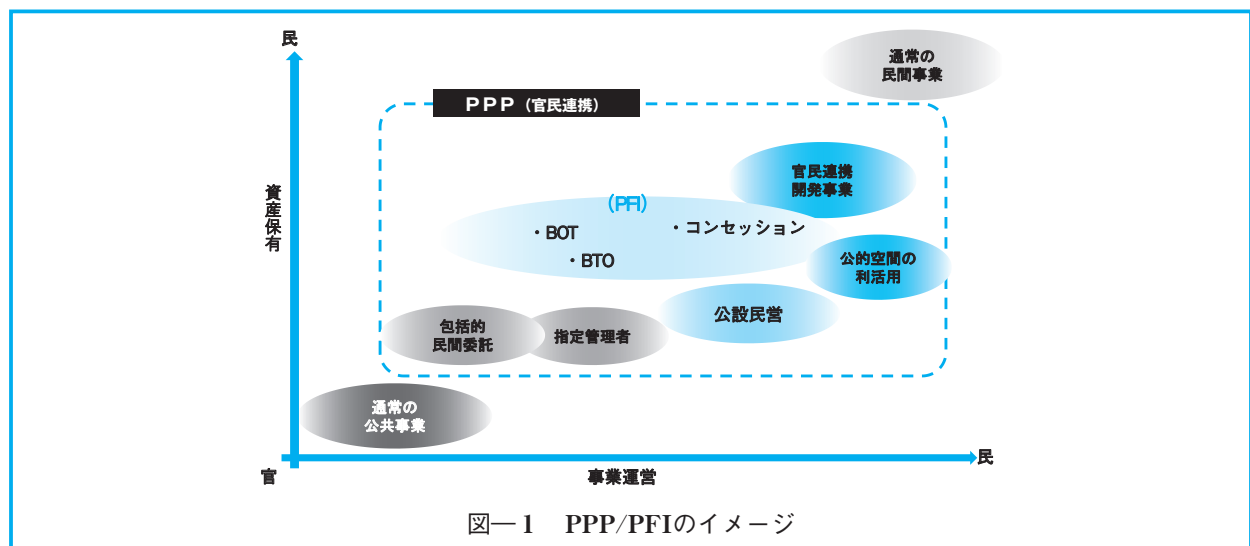 民
通常の
民間事業
PPP（官民連携）
官民連携
開発事業
資産保有
(PFI)
・BOT
・コンセッション
・BTO
公的空間の
利活用
公設民営
包括的
民間委託
指定管理者
通常の
公共事業
官
事業運営
民
図―1 PPP/PFIのイメージ